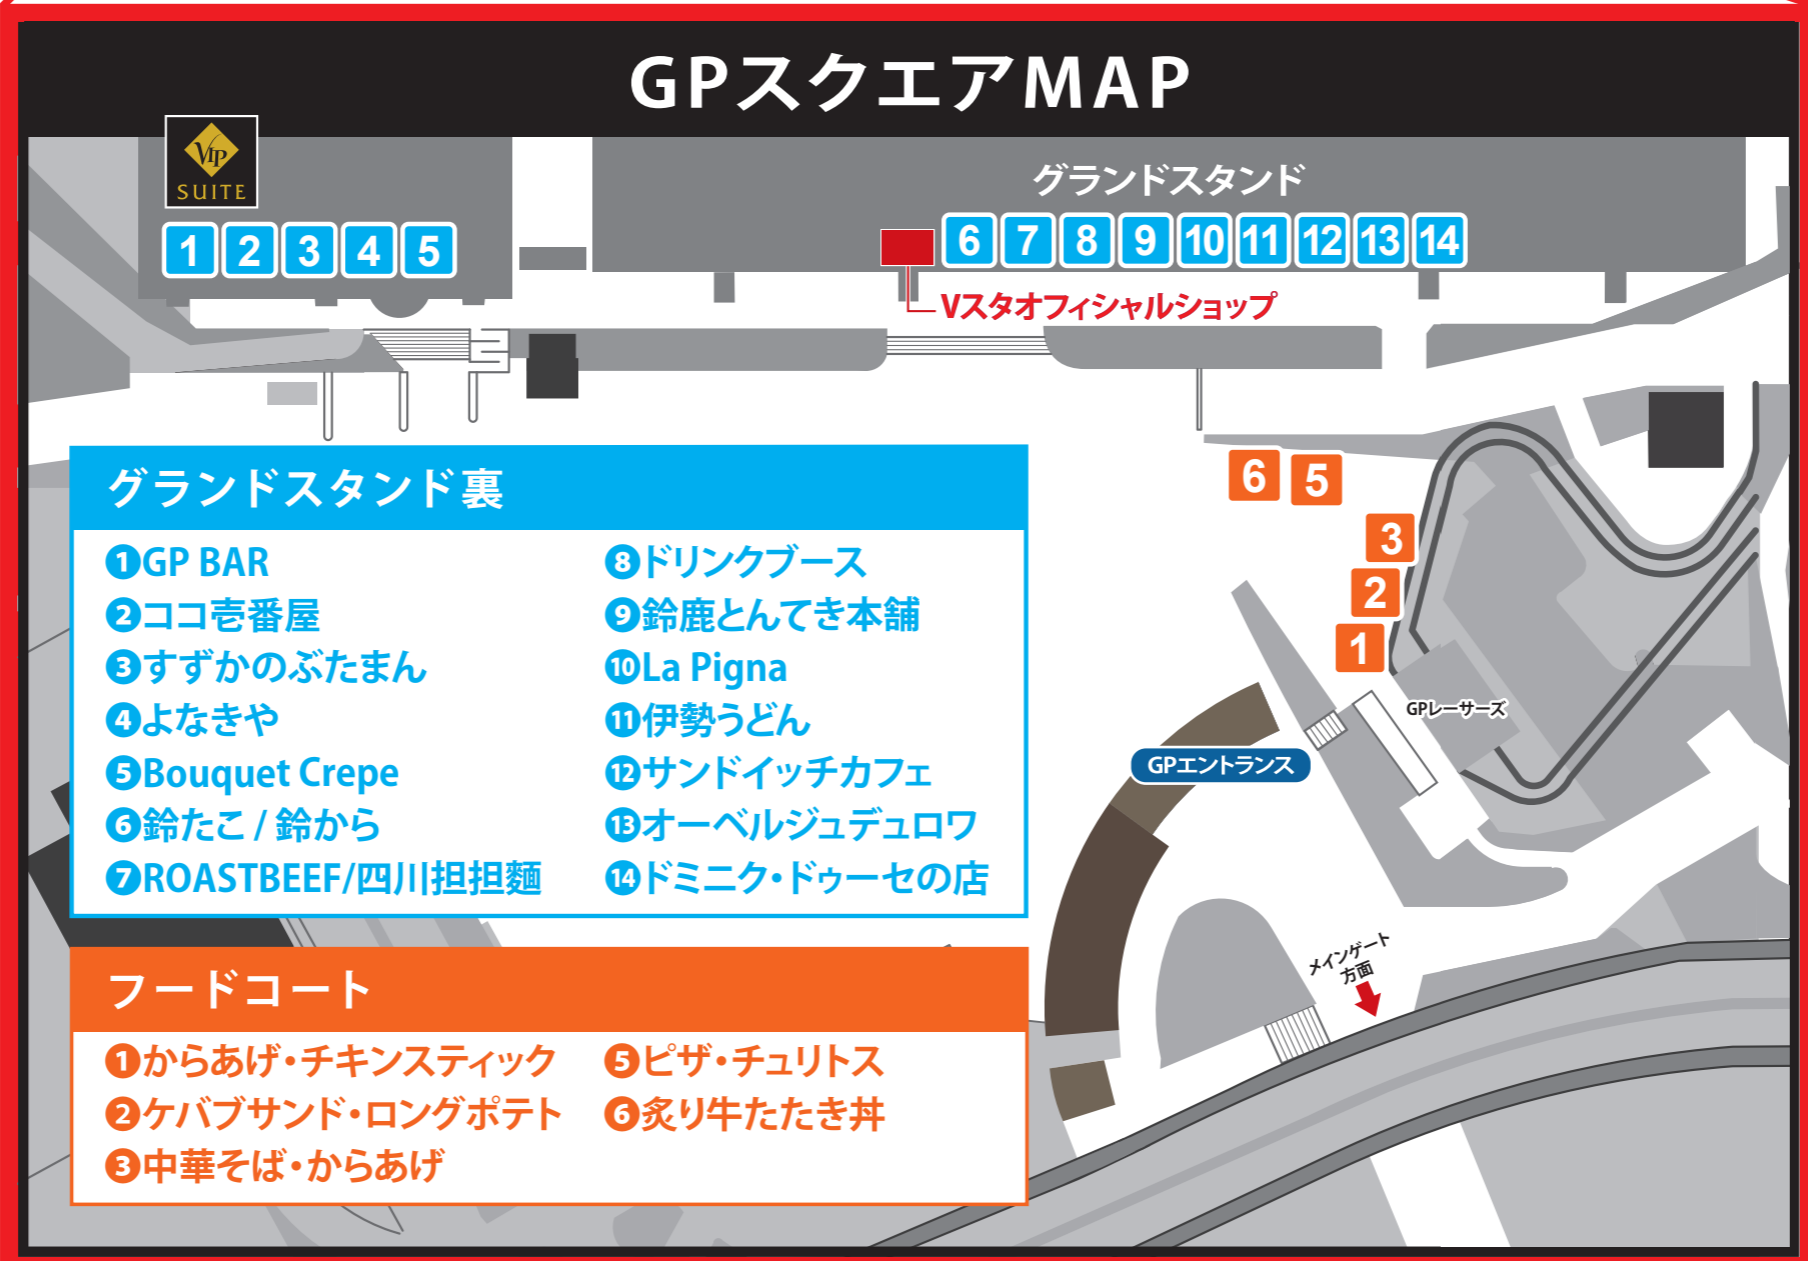 GPスクエアMAP
VIP
SUITE
グランドスタンド
1 2 3 4 5
6 7 8 9 10 11 12 13 14
Vスタオフィシャルショップ
グランドスタンド裏
❶GP BAR
❷ココ壱番屋
❸すずかのぶたまん
❹よなきや
❺Bouquet Crepe
❻鈴たこ / 鈴から
❼ROASTBEEF/四川担担麺
❽ドリンクブース
❾鈴鹿とんてき本舗
❿La Pigna
⓫伊勢うどん
⓬サンドイッチカフェ
⓭オーベルジュデュロワ
⓮ドミニク・ドゥーセの店
6 5
3
2
1
GPレーサーズ
GPエントランス
メインゲート
方面
フードコート
❶からあげ・チキンスティック
❷ケバブサンド・ロングポテト
❸中華そば・からあげ
❺ピザ・チュリトス
❻炙り牛たたき丼